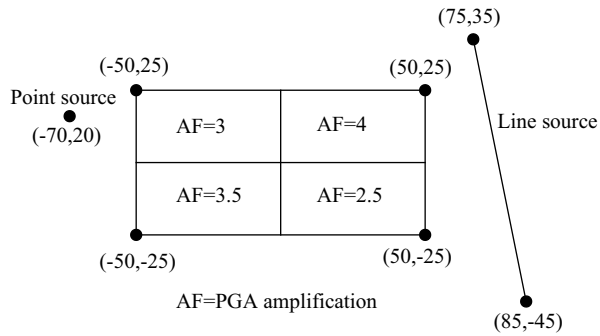 (75,35)
(-50,25)
(50,25)
Point source
(-70,20)
AF=3
AF=4
Line source
AF=3.5
AF=2.5
(-50,-25)
(50,-25)
AF=PGA amplification
(85,-45)